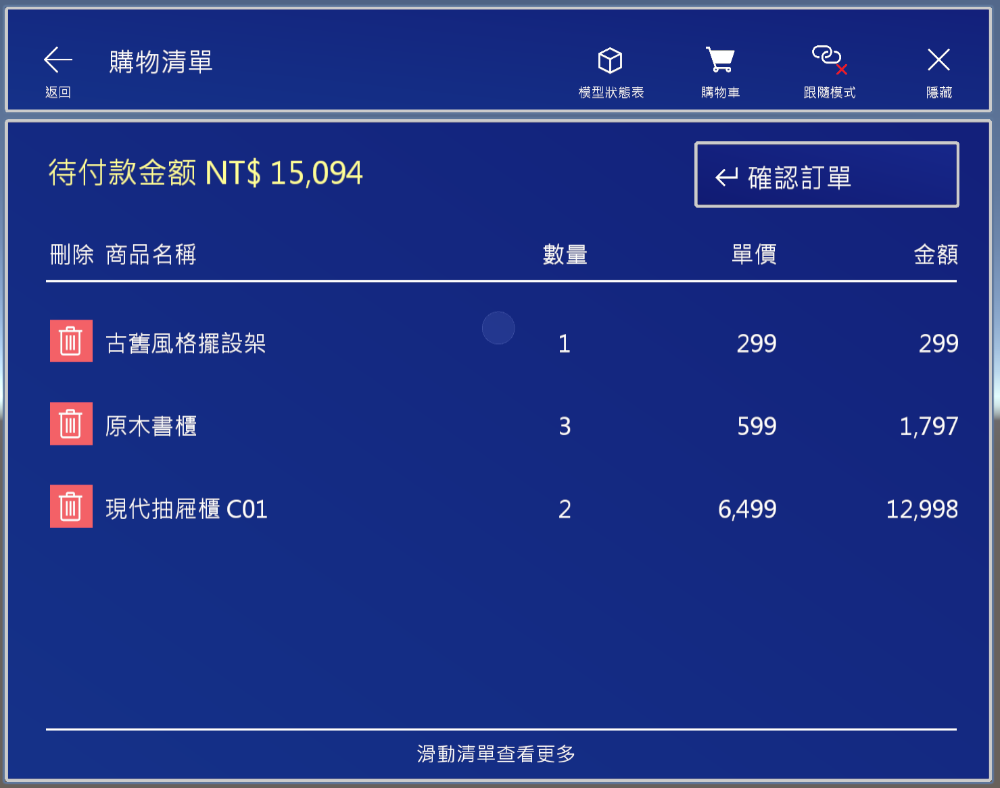 購物清單
返回
模型狀態表
購物車
跟隨模式
隱藏
待付款金額 NT$ 15,094
確認訂單
刪除 商品名稱 數量 單價 金額
古舊風格擺設架 1 299 299
原木書櫃 3 599 1,797
現代抽屜櫃 C01 2 6,499 12,998
滑動清單查看更多